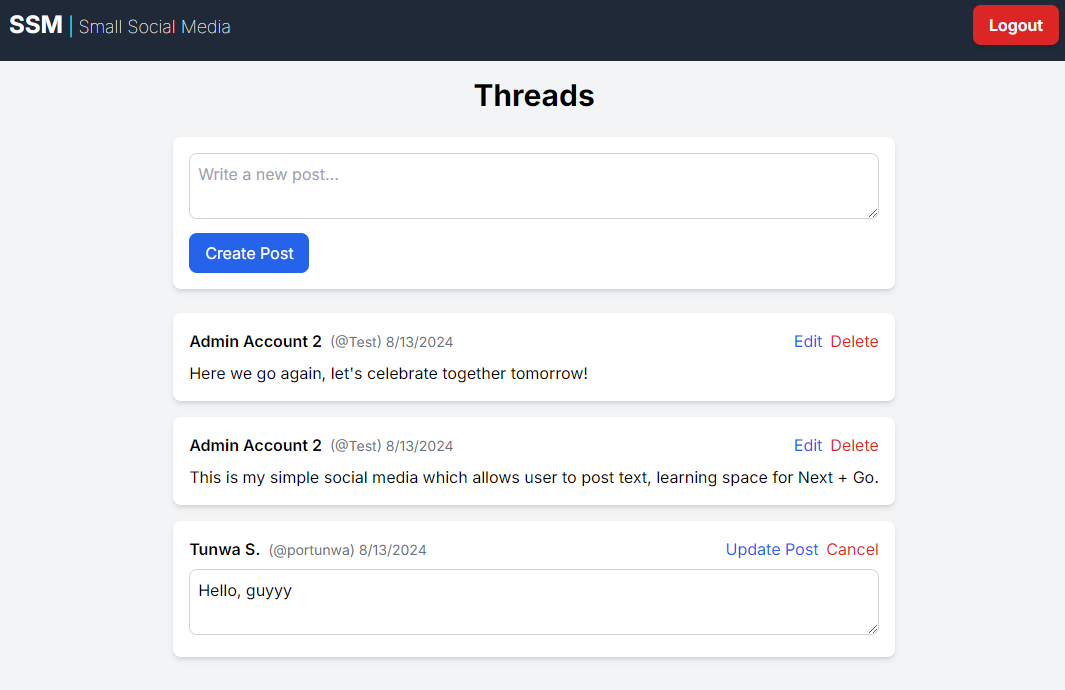 SSM | Small Social Media
Logout
Threads
Write a new post...
Create Post
Admin Account 2 (@Test) 8/13/2024 Edit Delete
Here we go again, let's celebrate together tomorrow!
Admin Account 2 (@Test) 8/13/2024 Edit Delete
This is my simple social media which allows user to post text, learning space for Next + Go.
Tunwa S. (@portunwa) 8/13/2024 Update Post Cancel
Hello, guyyy